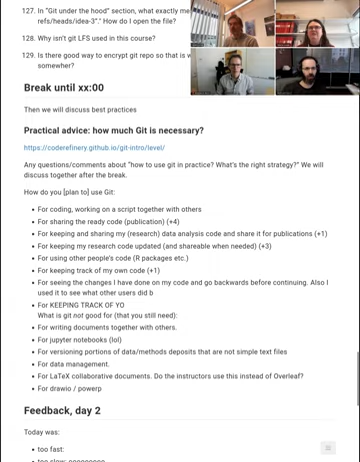 127. In "Git under the hood" section, what exactly me
refs/heads/idea-3"." How do I open the file?
128. Why isn't git LFS used in this course?
129. Is there good way to encrypt git repo so that is w
somewher?
Break until xx:00
Then we will discuss best practices
Practical advice: how much Git is necessary?
https://coderefinery.github.io/git-intro/level/
Any questions/comments about "how to use git in practice? What's the right strategy?" We will
discuss together after the break.
How do you [plan to] use Git:
• For coding, working on a script together with others
• For sharing the ready code (publication) (+4)
• For keeping and sharing my (research) data analysis code and share it for publications (+1)
• For keeping my research code updated (and shareable when needed) (+3)
• For using other people's code (R packages etc.)
• For keeping track of my own code (+1)
• For seeing the changes I have done on my code and go backwards before continuing. Also I
used it to see what other users did b
• For KEEPING TRACK OF YO
What is git not good for (that you still need):
• For writing documents together with others.
• For jupyter notebooks (lol)
• For versioning portions of data/methods deposits that are not simple text files
• For data management.
• For LaTeX collaborative documents. Do the instructors use this instead of Overleaf?
• For drawio / powerp
Feedback, day 2
Today was:
• too fast: